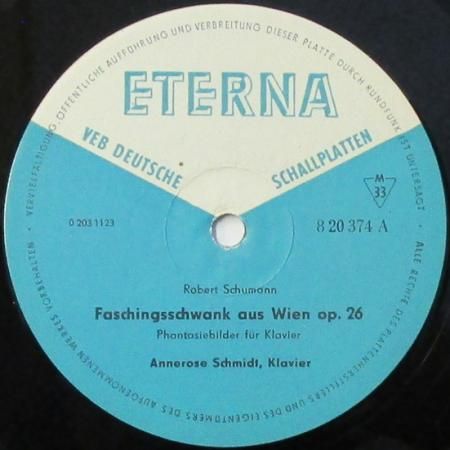 ETERNA
VEB DEUTSCHE SCHALLPLATTEN
M
33
0 203 1123
8 20 374 A
Robert Schumann
Faschingsschwank aus Wien op. 26
Phantasiebilder für Klavier
Annerose Schmidt, Klavier
ALLE RECHTE DES PLATTENHERSTELLERS UND DES EIGENTÜMERS DES AUFGENOMMENEN WERKES VORBEHALTEN · VERVIELFÄLTIGUNG, ÖFFENTLICHE AUFFÜHRUNG UND VERBREITUNG DIESER PLATTE DURCH RUNDFUNK IST UNTERSAGT ·